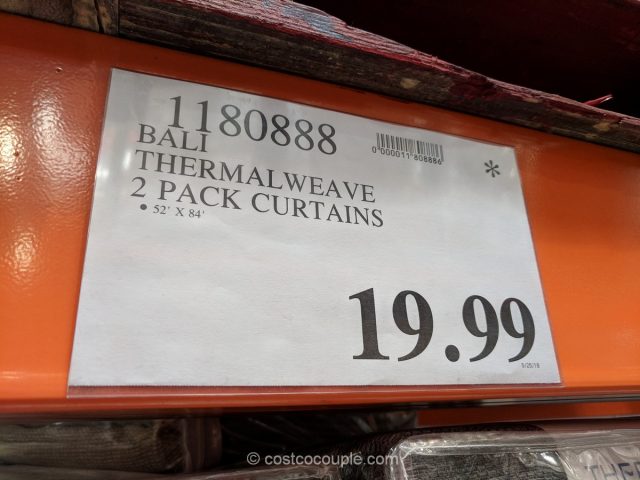 1180888
BALI
THERMALWEAVE
2 PACK CURTAINS
• 52' X 84'
*
19.99
© costcocouple.com